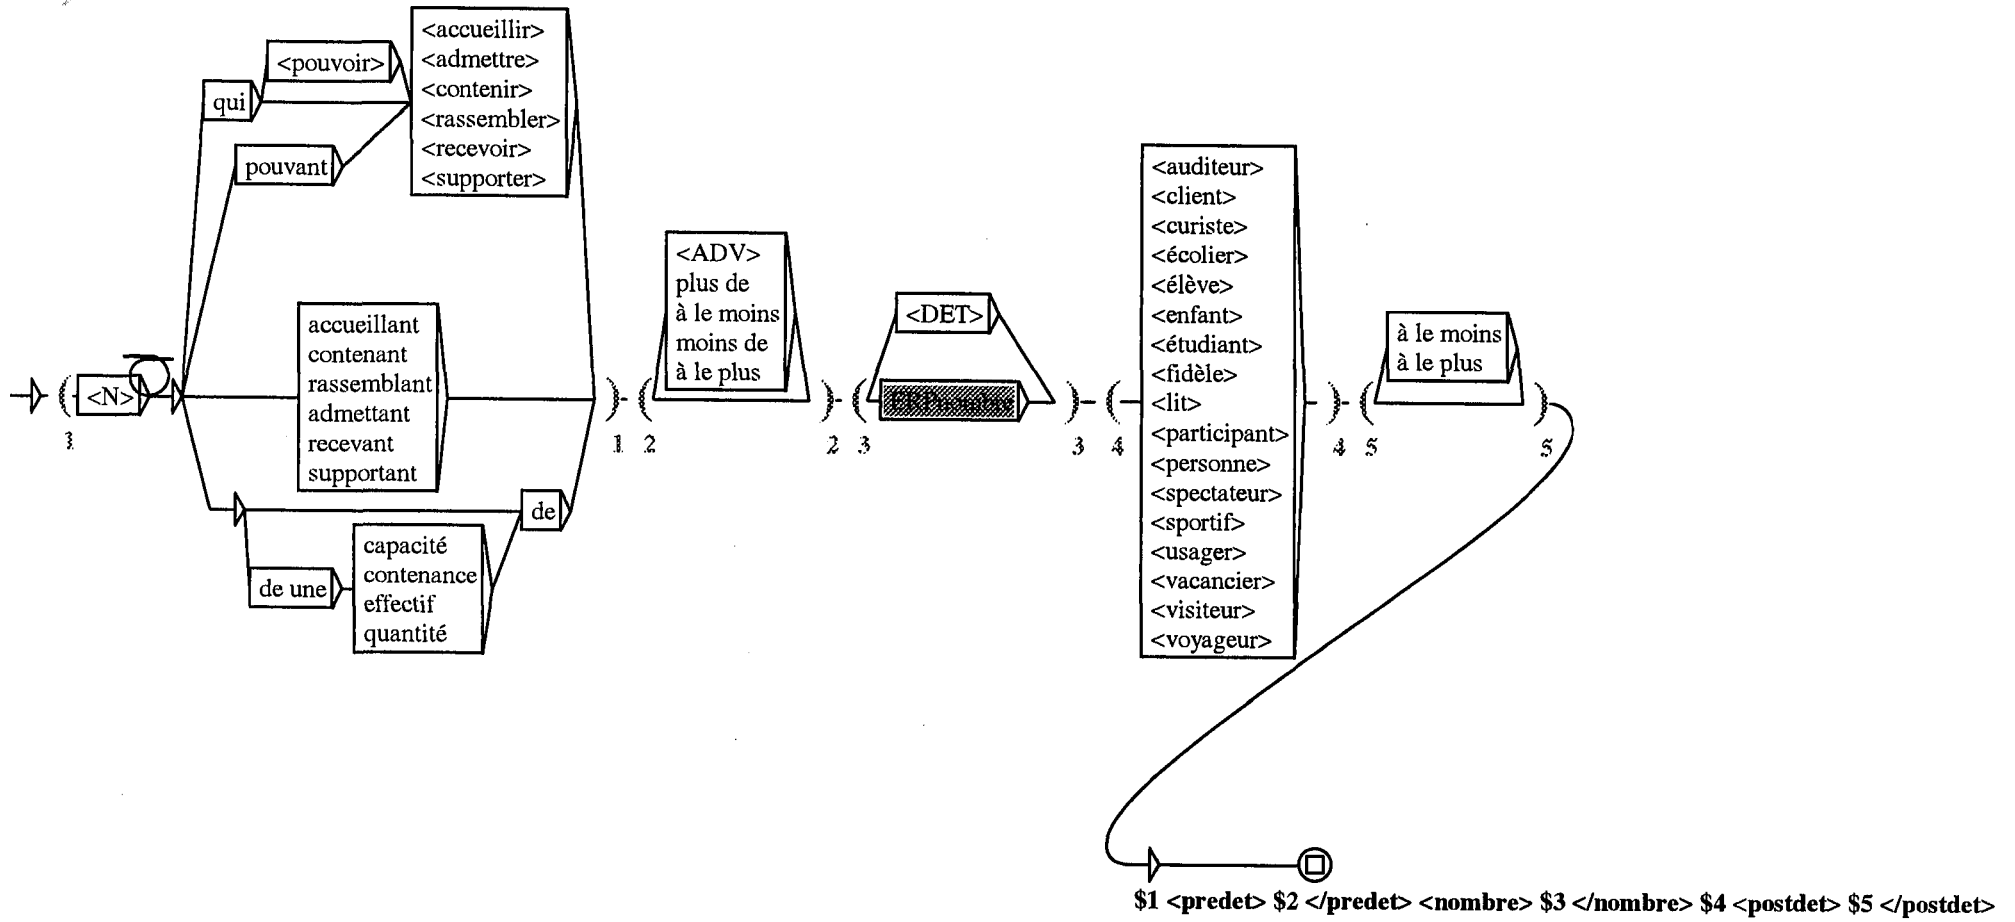 <accueillir>
<admettre>
<contenir>
<rassembler>
<recevoir>
<supporter>
<pouvoir>
qui
pouvant
accueillant
contenant
rassemblant
admettant
recevant
supportant
<N>
de
de une
capacité
contenance
effectif
quantité
<ADV>
plus de
à le moins
moins de
à le plus
<DET>
<auditeur>
<client>
<curiste>
<écolier>
<élève>
<enfant>
<étudiant>
<fidèle>
<lit>
<participant>
<personne>
<spectateur>
<sportif>
<usager>
<vacancier>
<visiteur>
<voyageur>
à le moins
à le plus
( ) ( ) ( ) ( ) ( )
1 1 2 2 3 3 4 4 5 5
$1 <predet> $2 </predet> <nombre> $3 </nombre> $4 <postdet> $5 </postdet>